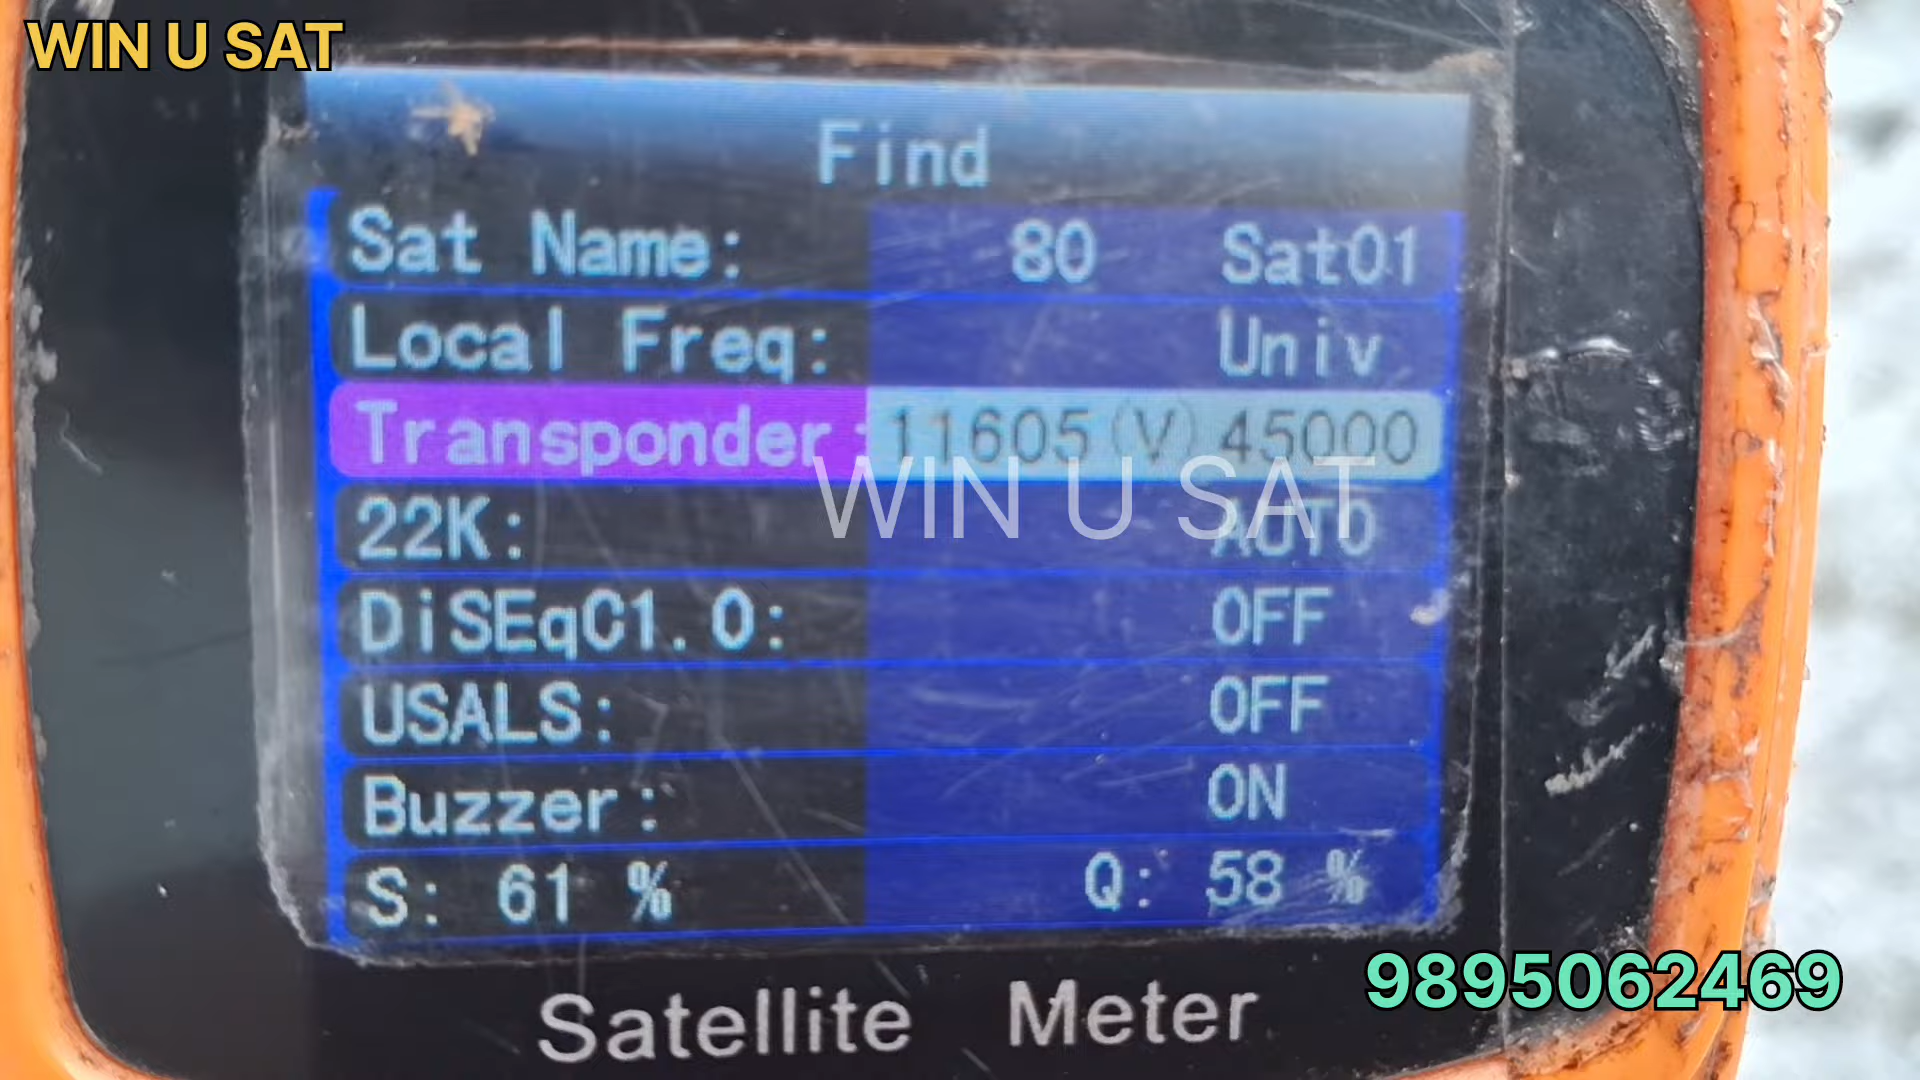 WIN U SAT
Find
Sat Name: 80 Sat01
Local Freq: Univ
Transponder: 11605(V)45000
WIN U SAT
22K: AUTO
DiSEqC1.0: OFF
USALS: OFF
Buzzer: ON
S: 61 % Q: 58 %
9895062469
Satellite Meter